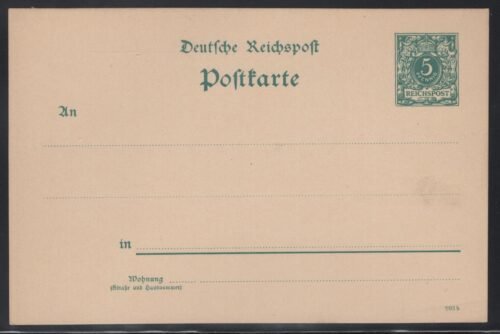 Deutsche Reichspost
Postkarte
5
REICHSPOST
An
in
Wohnung
(Straße und Hausnummer)